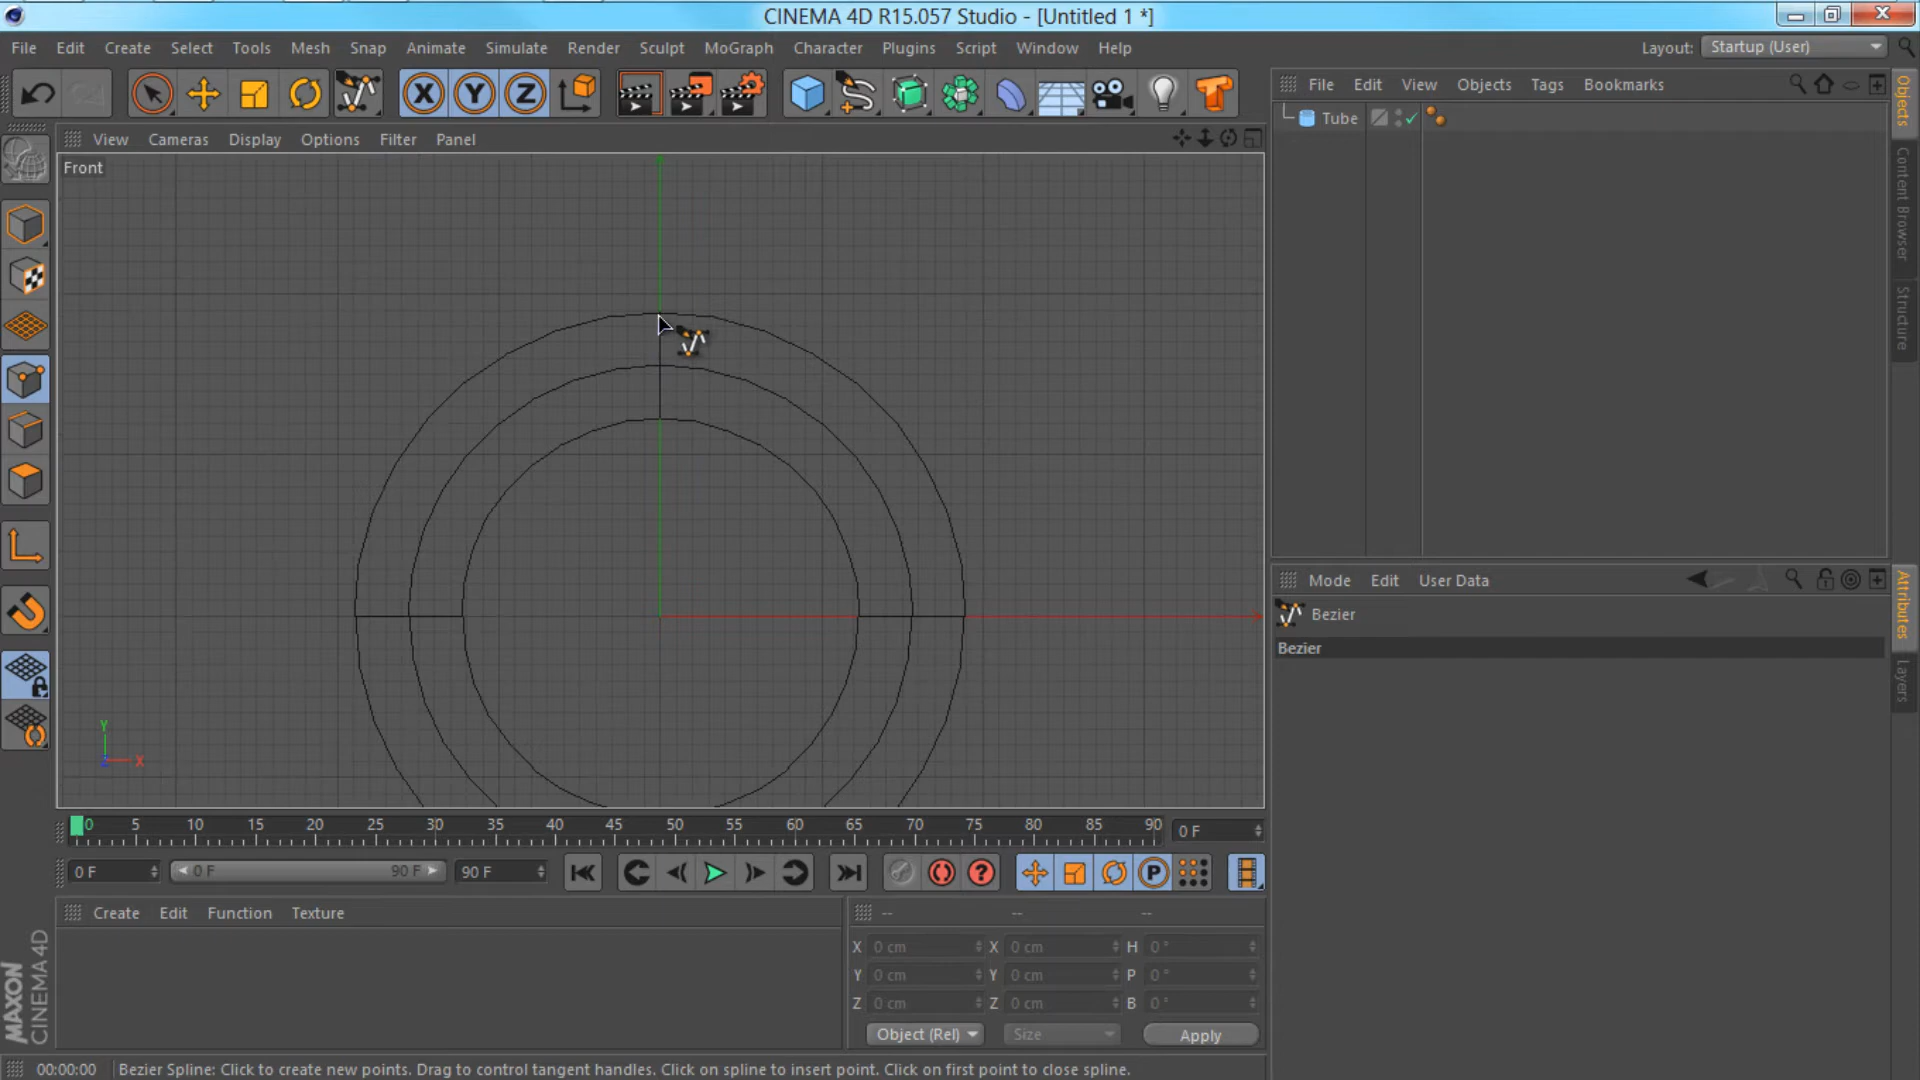 CINEMA 4D R15.057 Studio - [Untitled 1 *]
File Edit Create Select Tools Mesh Snap Animate Simulate Render Sculpt MoGraph Character Plugins Script Window Help
Layout: Startup (User)
X Y Z
File Edit View Objects Tags Bookmarks
Tube
View Cameras Display Options Filter Panel
Front
Y
X
Z
Objects
Content Browser
Structure
Mode Edit User Data
Bezier
Bezier
Attributes
Layers
0 5 10 15 20 25 30 35 40 45 50 55 60 65 70 75 80 85 90
0 F
0 F 0 F 90 F 90 F
? P
Create Edit Function Texture
-- -- --
X 0 cm X 0 cm H 0 °
Y 0 cm Y 0 cm P 0 °
Z 0 cm Z 0 cm B 0 °
Object (Rel) Size Apply
MAXON
CINEMA 4D
00:00:00 Bezier Spline: Click to create new points. Drag to control tangent handles. Click on spline to insert point. Click on first point to close spline.